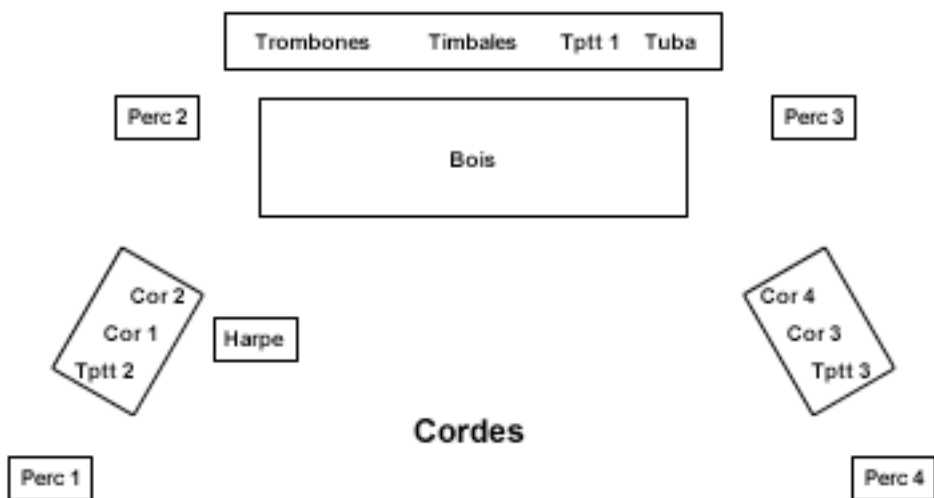 Trombones Timbales Tptt 1 Tuba
Perc 2
Perc 3
Bois
Cor 2
Cor 1
Tptt 2
Harpe
Cor 4
Cor 3
Tptt 3
Cordes
Perc 1
Perc 4